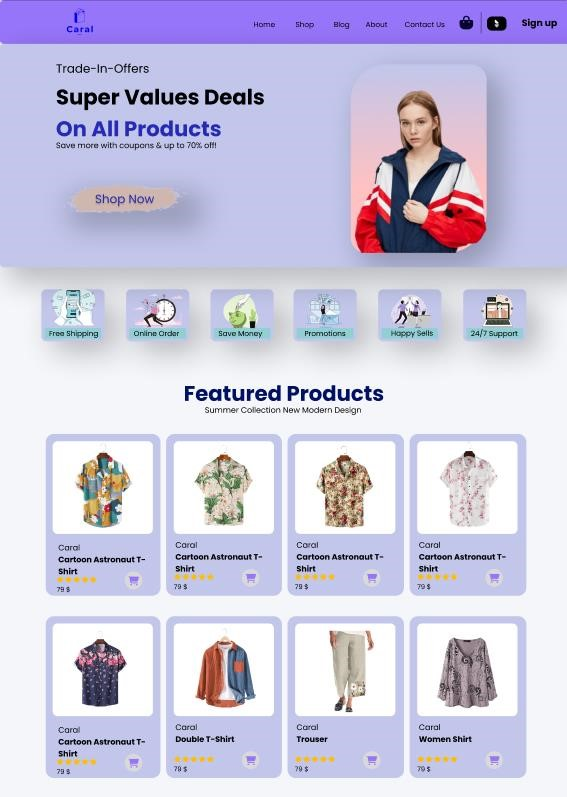 Caral
Home Shop Blog About Contact Us Sign up
Trade-In-Offers
Super Values Deals
On All Products
Save more with coupons & up to 70% off!
Shop Now
Free Shipping Online Order Save Money Promotions Happy Sells 24/7 Support
Featured Products
Summer Collection New Modern Design
Caral
Cartoon Astronaut T-
Shirt
79 $
Caral
Cartoon Astronaut T-
Shirt
79 $
Caral
Cartoon Astronaut T-
Shirt
79 $
Caral
Cartoon Astronaut T-
Shirt
79 $
Caral
Cartoon Astronaut T-
Shirt
79 $
Caral
Double T-Shirt
79 $
Caral
Trouser
79 $
Caral
Women Shirt
79 $